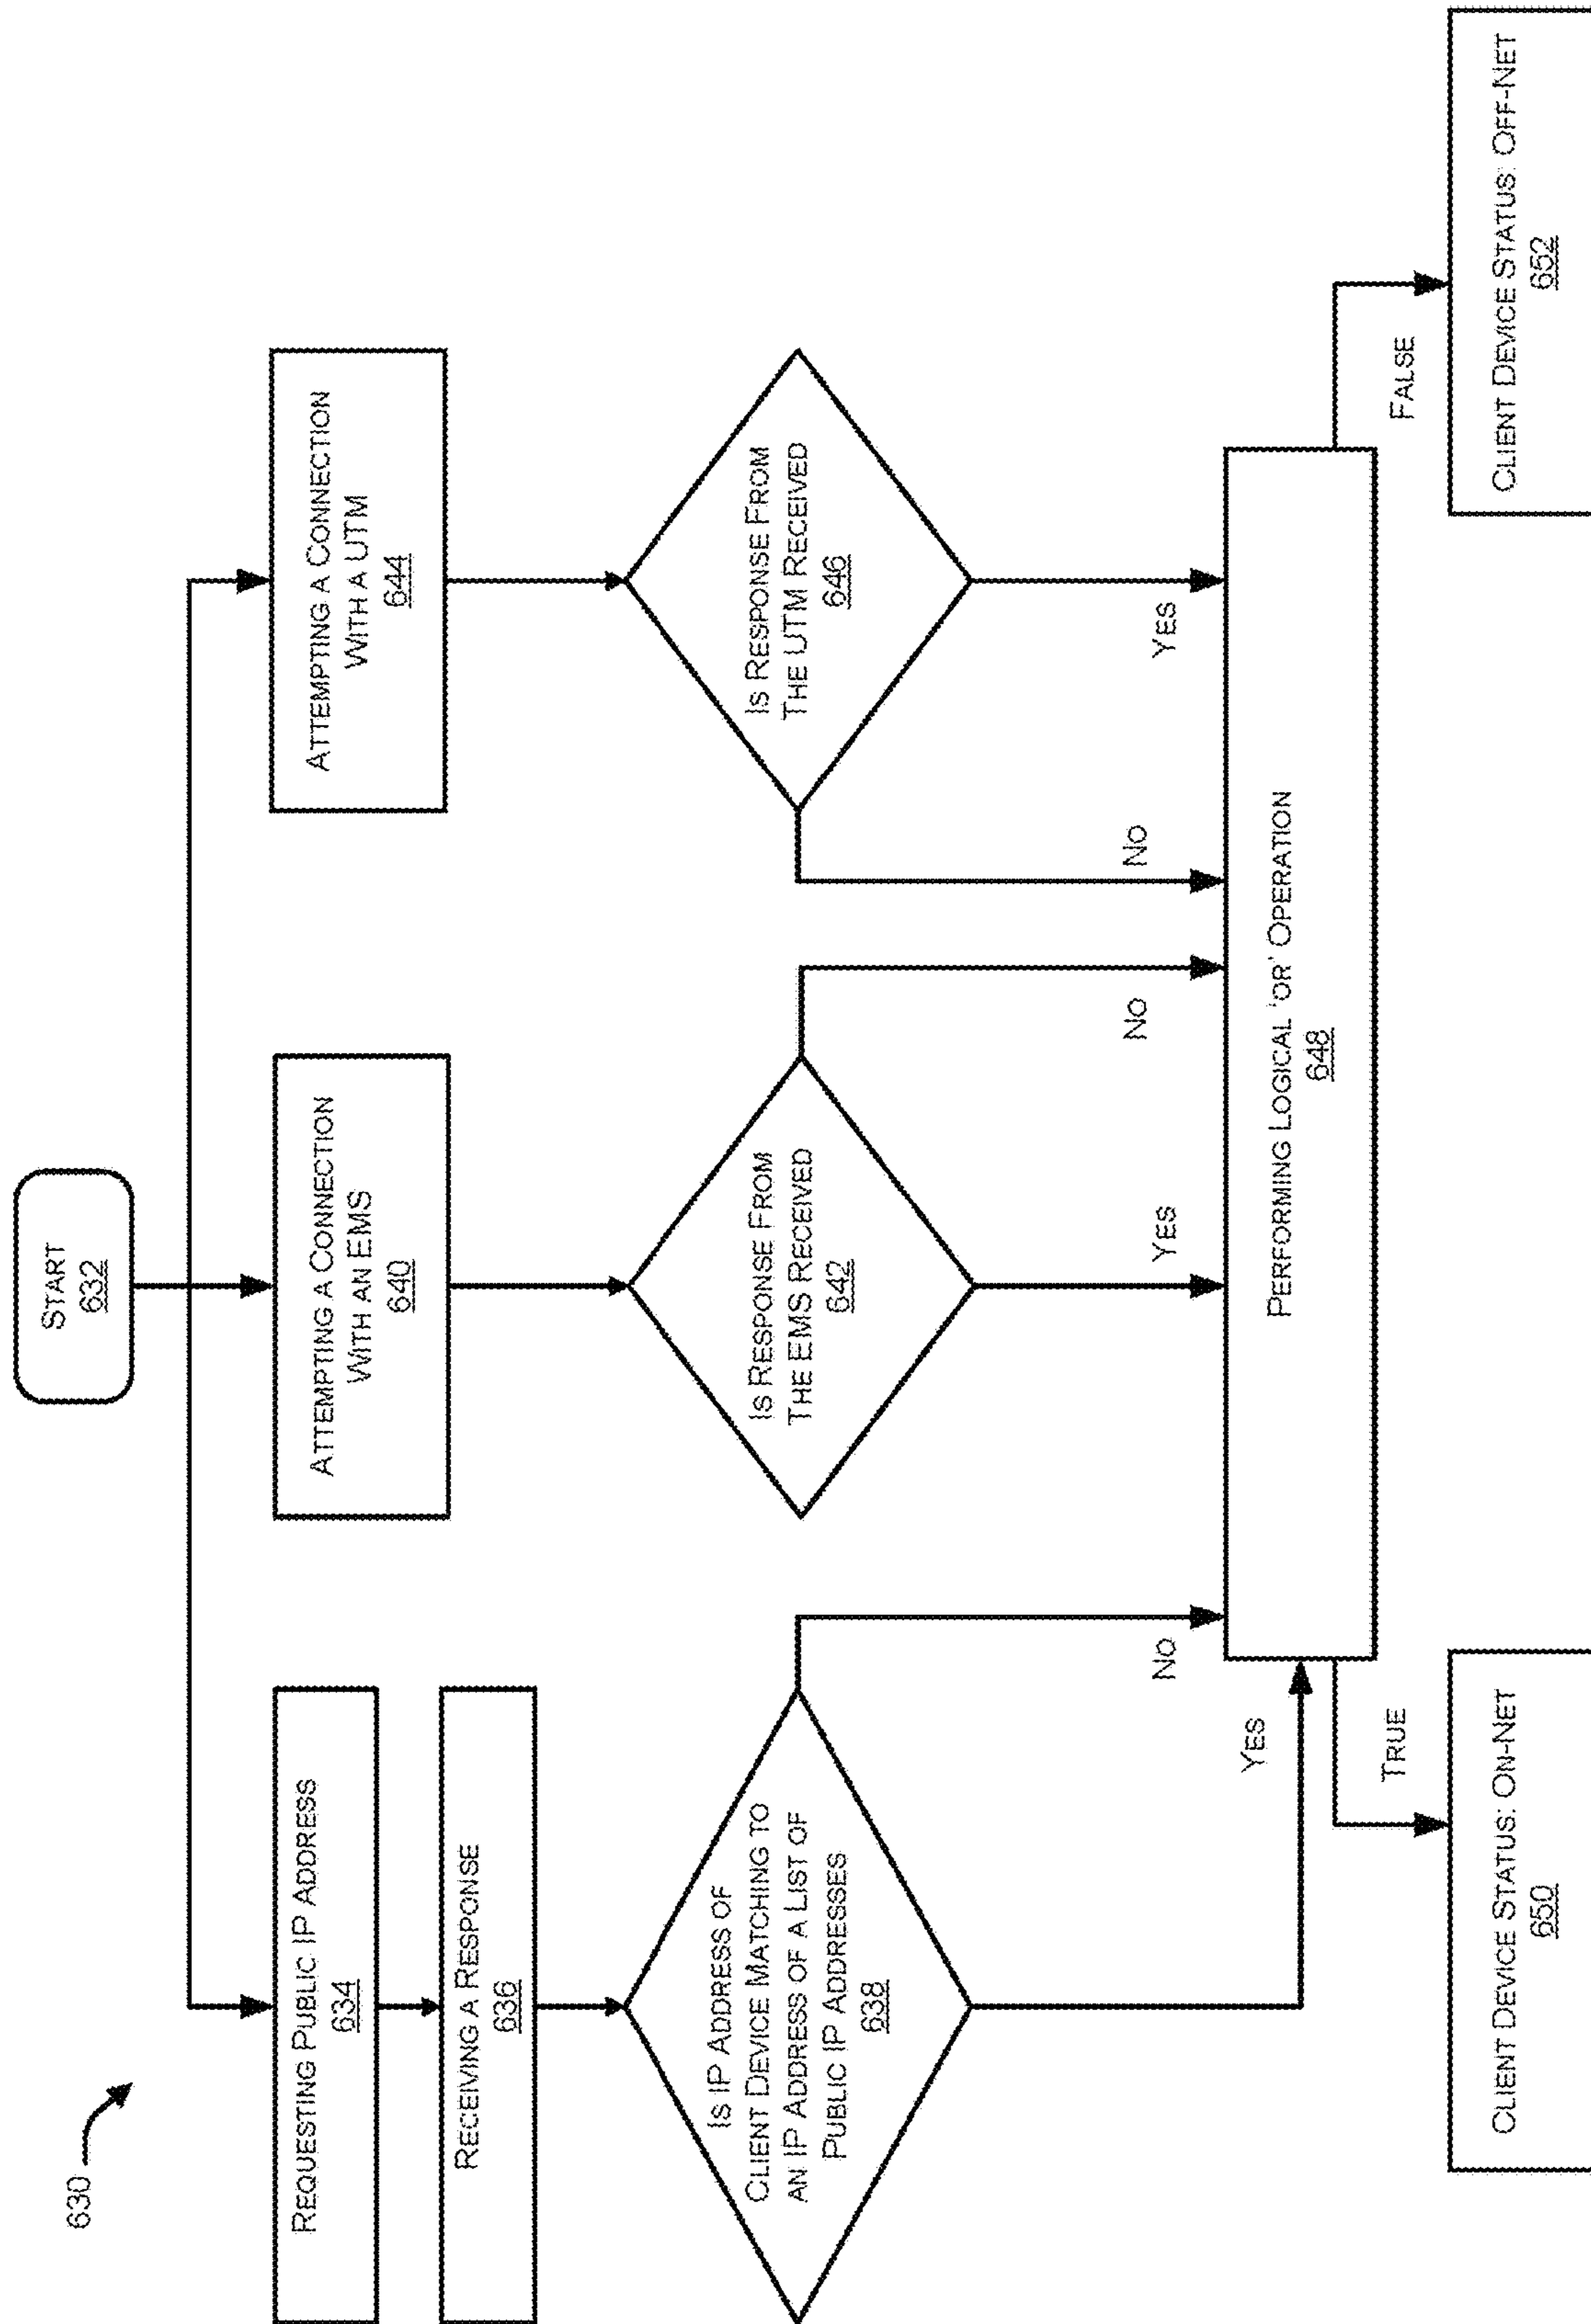 630
START
632
REQUESTING PUBLIC IP ADDRESS
634
RECEIVING A RESPONSE
636
IS IP ADDRESS OF
CLIENT DEVICE MATCHING TO
AN IP ADDRESS OF A LIST OF
PUBLIC IP ADDRESSES
638
ATTEMPTING A CONNECTION
WITH AN EMS
640
IS RESPONSE FROM
THE EMS RECEIVED
642
ATTEMPTING A CONNECTION
WITH A UTM
644
IS RESPONSE FROM
THE UTM RECEIVED
646
YES
NO
YES
NO
NO
YES
PERFORMING LOGICAL 'OR' OPERATION
648
TRUE
FALSE
CLIENT DEVICE STATUS: ON-NET
650
CLIENT DEVICE STATUS: OFF-NET
652